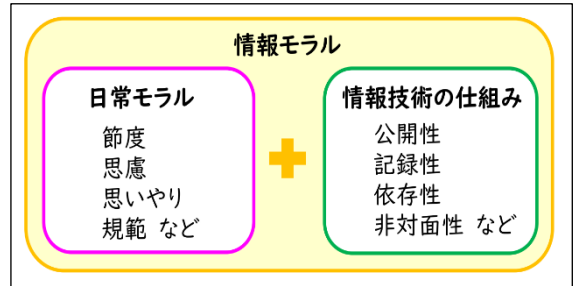 情報モラル
日常モラル
節度
思慮
思いやり
規範 など
情報技術の仕組み
公開性
記録性
依存性
非対面性 など